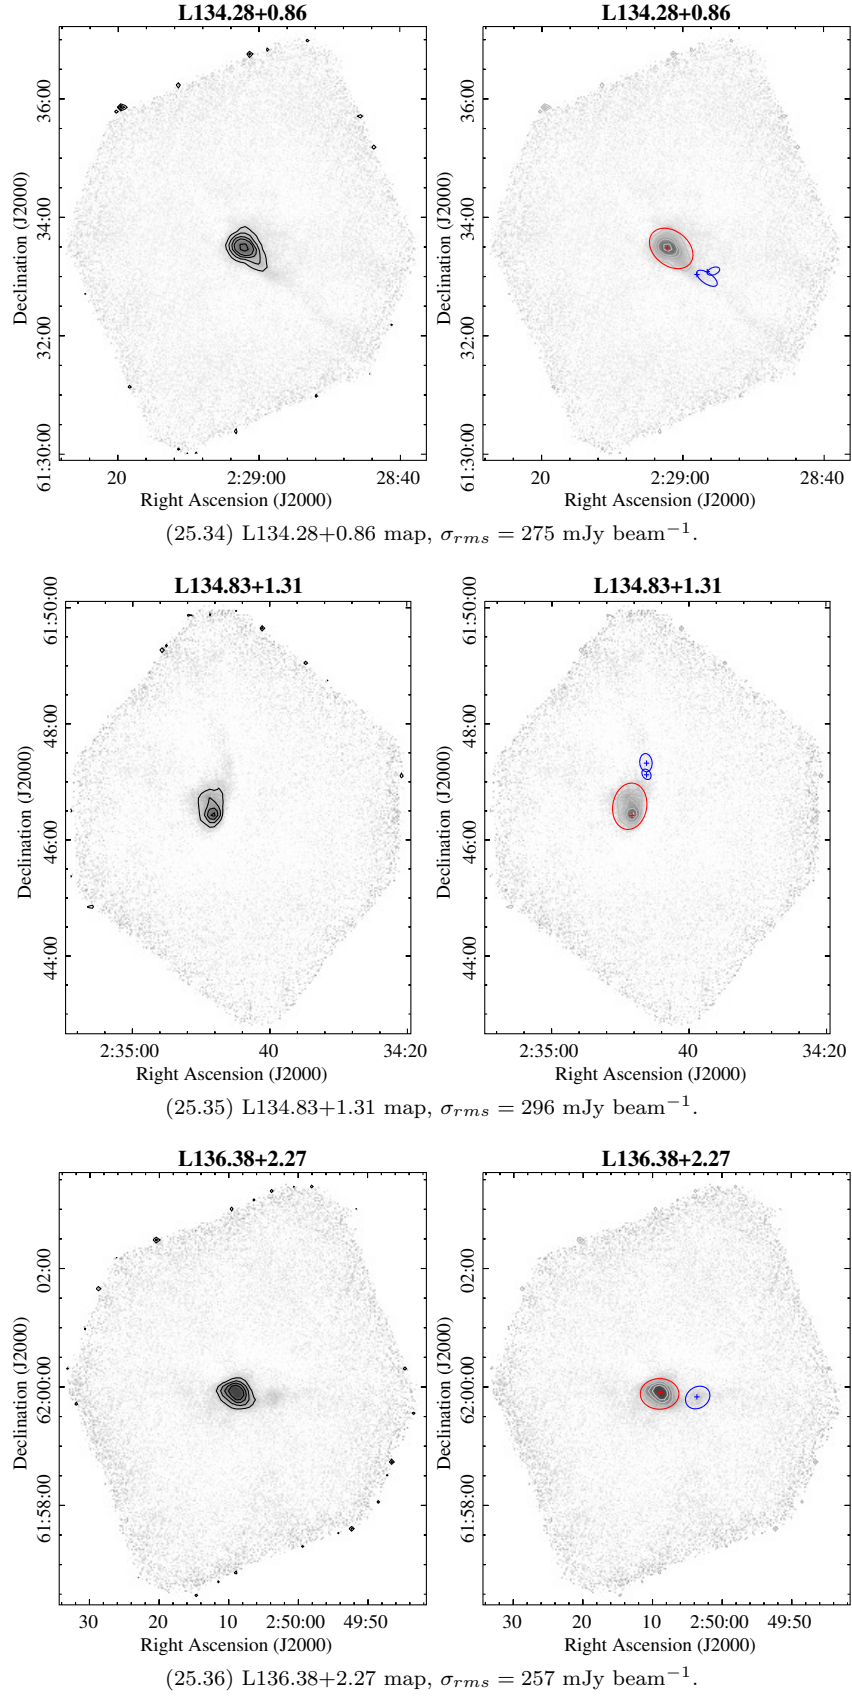 L134.28+0.86 L134.28+0.86
36:00 36:00
34:00 34:00
Declination (J2000) Declination (J2000)
32:00 32:00
61:30:00 61:30:00
20 2:29:00 28:40 20 2:29:00 28:40
Right Ascension (J2000) Right Ascension (J2000)
(25.34) L134.28+0.86 map, σrms = 275 mJy beam−1.
L134.83+1.31 L134.83+1.31
61:50:00 61:50:00
48:00 48:00
Declination (J2000) Declination (J2000)
46:00 46:00
44:00 44:00
2:35:00 40 34:20 2:35:00 40 34:20
Right Ascension (J2000) Right Ascension (J2000)
(25.35) L134.83+1.31 map, σrms = 296 mJy beam−1.
L136.38+2.27 L136.38+2.27
02:00 02:00
Declination (J2000) Declination (J2000)
62:00:00 62:00:00
61:58:00 61:58:00
30 20 10 2:50:00 49:50 30 20 10 2:50:00 49:50
Right Ascension (J2000) Right Ascension (J2000)
(25.36) L136.38+2.27 map, σrms = 257 mJy beam−1.